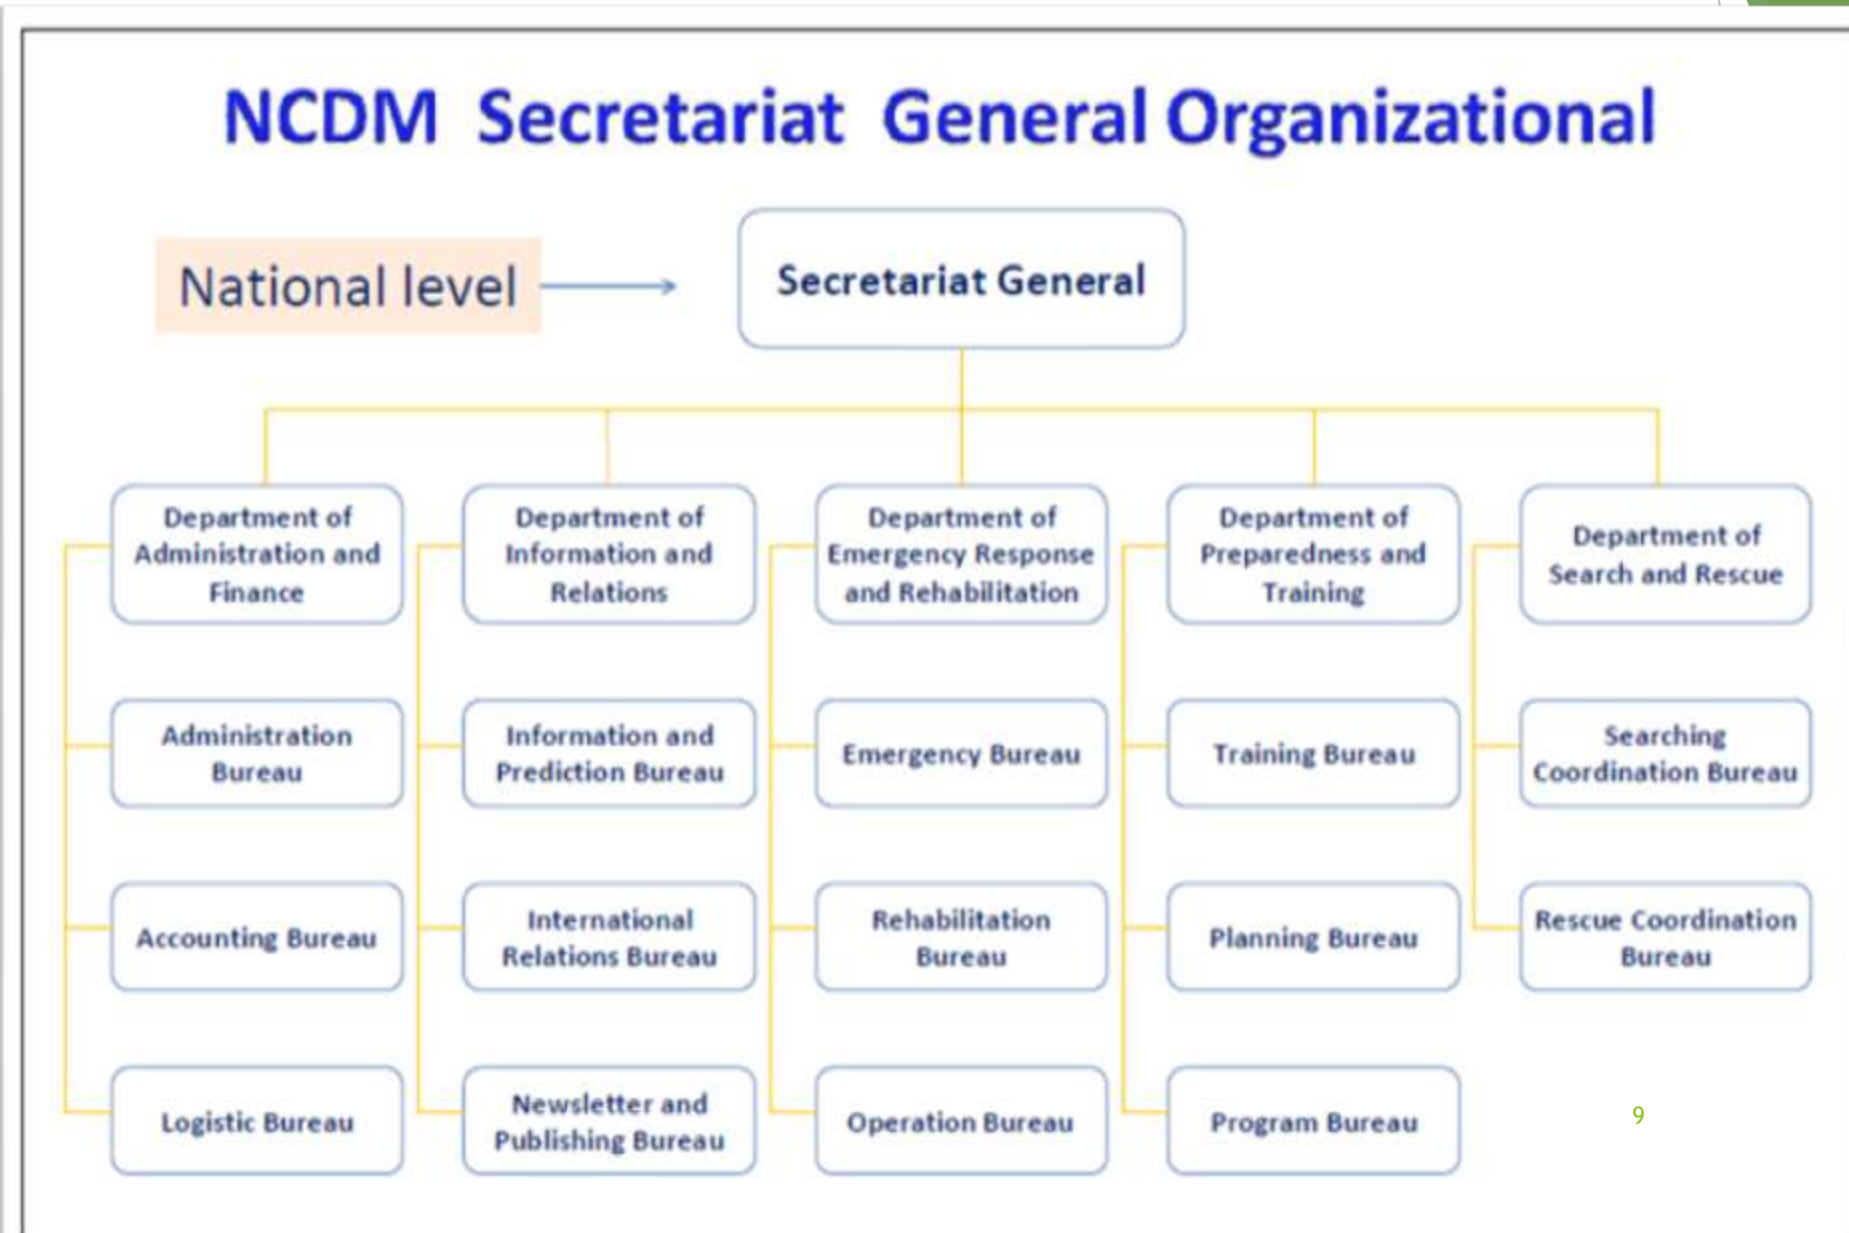 NCDM Secretariat General Organizational
National level
Secretariat General
Department of
Administration and
Finance
Department of
Information and
Relations
Department of
Emergency Response
and Rehabilitation
Department of
Preparedness and
Training
Department of
Search and Rescue
Administration
Bureau
Information and
Prediction Bureau
Emergency Bureau
Training Bureau
Searching
Coordination Bureau
Accounting Bureau
International
Relations Bureau
Rehabilitation
Bureau
Planning Bureau
Rescue Coordination
Bureau
Logistic Bureau
Newsletter and
Publishing Bureau
Operation Bureau
Program Bureau
9